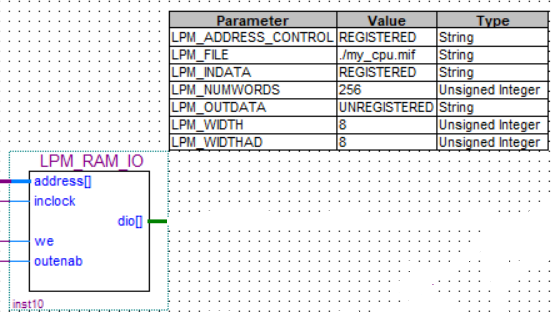 Parameter Value Type
LPM_ADDRESS_CONTROL REGISTERED String
LPM_FILE ./my_cpu.mif String
LPM_INDATA REGISTERED String
LPM_NUMWORDS 256 Unsigned Integer
LPM_OUTDATA UNREGISTERED String
LPM_WIDTH 8 Unsigned Integer
LPM_WIDTHAD 8 Unsigned Integer
LPM_RAM_IO
address[]
inclock
dio[]
we
outenab
inst10